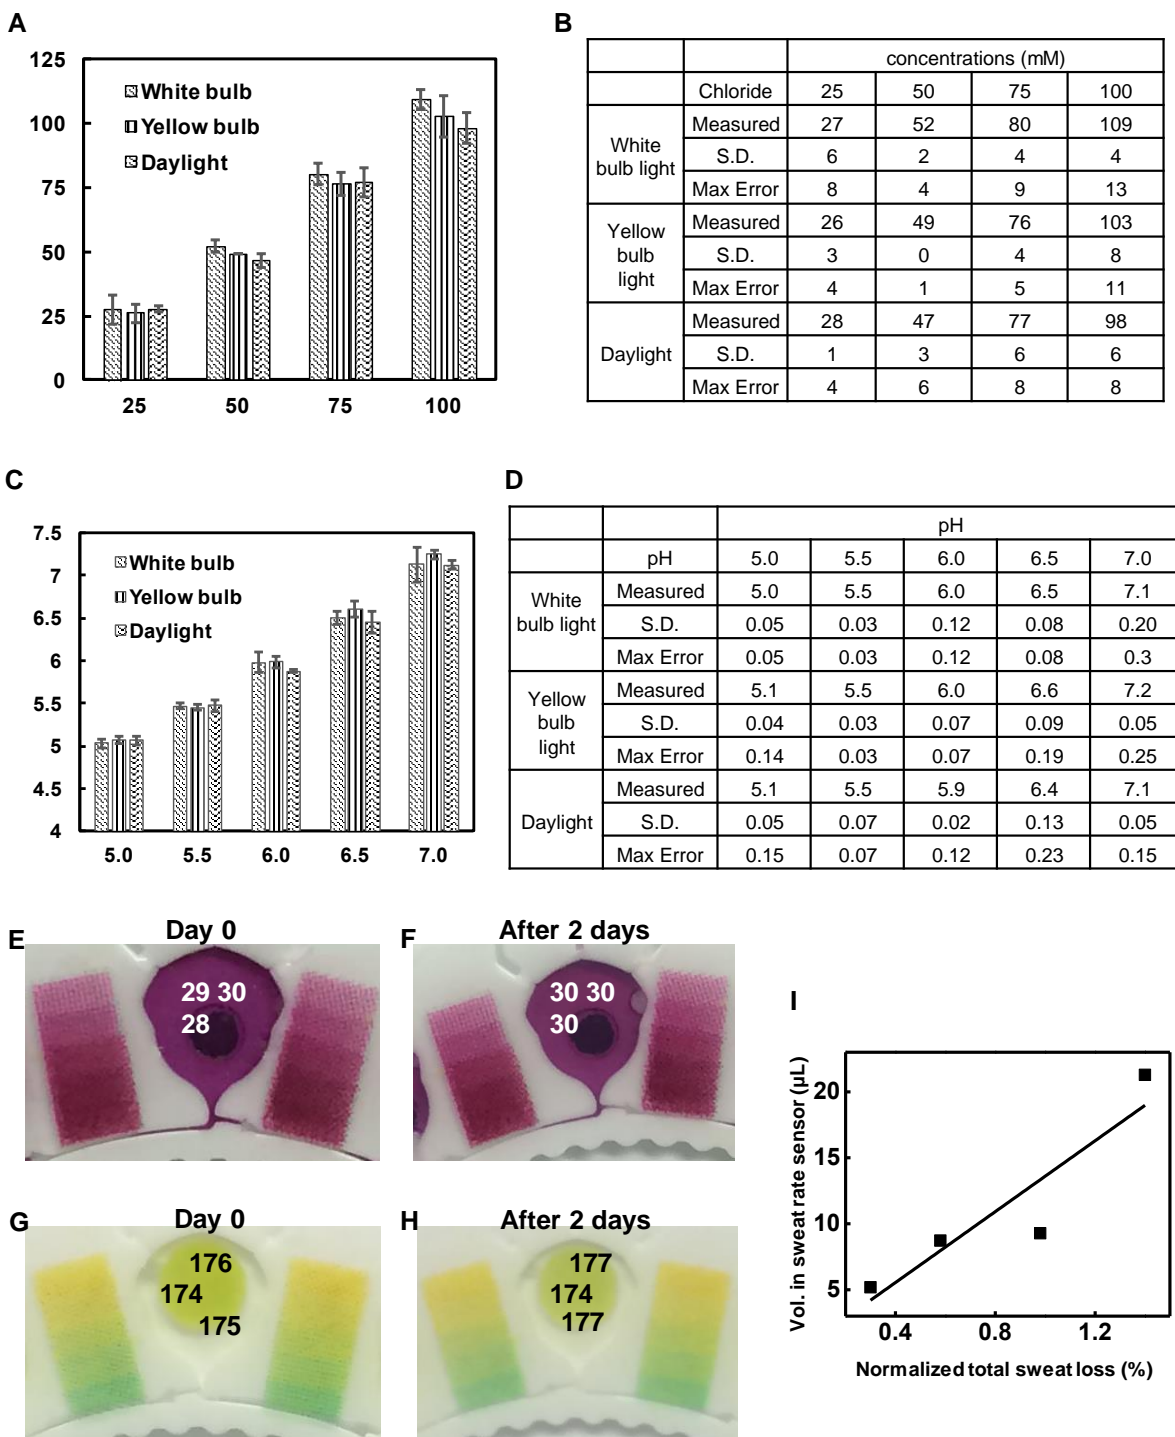 A
125
100
75
50
25
0
White bulb
Yellow bulb
Daylight
25 50 75 100
B
concentrations (mM)
Chloride 25 50 75 100
White bulb light
Measured 27 52 80 109
S.D. 6 2 4 4
Max Error 8 4 9 13
Yellow bulb light
Measured 26 49 76 103
S.D. 3 0 4 8
Max Error 4 1 5 11
Daylight
Measured 28 47 77 98
S.D. 1 3 6 6
Max Error 4 6 8 8
C
7.5
7
6.5
6
5.5
5
4.5
4
White bulb
Yellow bulb
Daylight
5.0 5.5 6.0 6.5 7.0
D
pH
pH 5.0 5.5 6.0 6.5 7.0
White bulb light
Measured 5.0 5.5 6.0 6.5 7.1
S.D. 0.05 0.03 0.12 0.08 0.20
Max Error 0.05 0.03 0.12 0.08 0.3
Yellow bulb light
Measured 5.1 5.5 6.0 6.6 7.2
S.D. 0.04 0.03 0.07 0.09 0.05
Max Error 0.14 0.03 0.07 0.19 0.25
Daylight
Measured 5.1 5.5 5.9 6.4 7.1
S.D. 0.05 0.07 0.02 0.13 0.05
Max Error 0.15 0.07 0.12 0.23 0.15
E
Day 0
29 30
28
F
After 2 days
30 30
30
G
Day 0
176
174
175
H
After 2 days
177
174
177
I
Vol. in sweat rate sensor (µL)
20
15
10
5
0.4 0.8 1.2
Normalized total sweat loss (%)